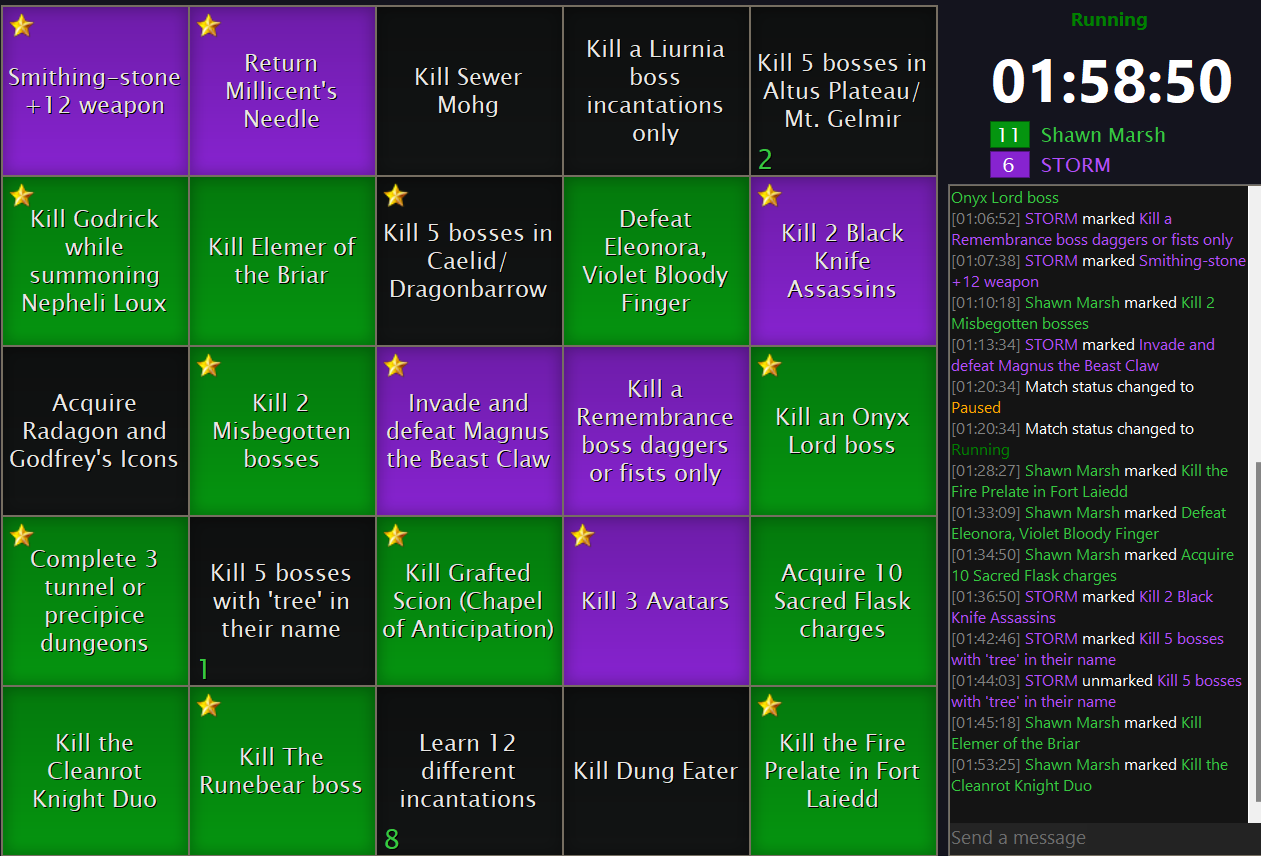 Smithing-stone
+12 weapon
Return
Millicent's
Needle
Kill Sewer
Mohg
Kill a Liurnia
boss
incantations
only
Kill 5 bosses in
Altus Plateau/
Mt. Gelmir
2
Kill Godrick
while
summoning
Nepheli Loux
Kill Elemer of
the Briar
Kill 5 bosses in
Caelid/
Dragonbarrow
Defeat
Eleonora,
Violet Bloody
Finger
Kill 2 Black
Knife
Assassins
Acquire
Radagon and
Godfrey's Icons
Kill 2
Misbegotten
bosses
Invade and
defeat Magnus
the Beast Claw
Kill a
Remembrance
boss daggers
or fists only
Kill an Onyx
Lord boss
Complete 3
tunnel or
precipice
dungeons
Kill 5 bosses
with 'tree' in
their name
1
Kill Grafted
Scion (Chapel
of Anticipation)
Kill 3 Avatars
Acquire 10
Sacred Flask
charges
Kill the
Cleanrot
Knight Duo
Kill The
Runebear boss
Learn 12
different
incantations
8
Kill Dung Eater
Kill the Fire
Prelate in Fort
Laiedd
Running
01:58:50
11 Shawn Marsh
6 STORM
Onyx Lord boss
[01:06:52] STORM marked Kill a
Remembrance boss daggers or fists only
[01:07:38] STORM marked Smithing-stone
+12 weapon
[01:10:18] Shawn Marsh marked Kill 2
Misbegotten bosses
[01:13:34] STORM marked Invade and
defeat Magnus the Beast Claw
[01:20:34] Match status changed to
Paused
[01:20:34] Match status changed to
Running
[01:28:27] Shawn Marsh marked Kill the
Fire Prelate in Fort Laiedd
[01:33:09] Shawn Marsh marked Defeat
Eleonora, Violet Bloody Finger
[01:34:50] Shawn Marsh marked Acquire
10 Sacred Flask charges
[01:36:50] STORM marked Kill 2 Black
Knife Assassins
[01:42:46] STORM marked Kill 5 bosses
with 'tree' in their name
[01:44:03] STORM unmarked Kill 5 bosses
with 'tree' in their name
[01:45:18] Shawn Marsh marked Kill
Elemer of the Briar
[01:53:25] Shawn Marsh marked Kill the
Cleanrot Knight Duo
Send a message